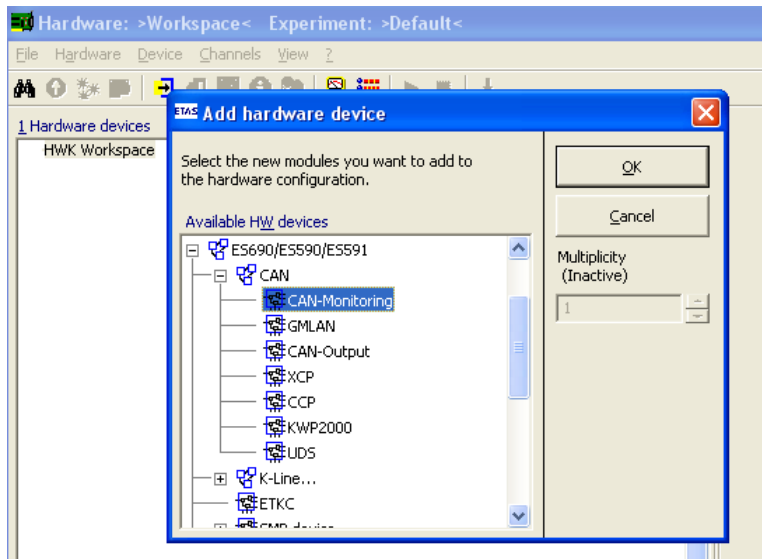 Hardware: >Workspace< Experiment: >Default<
File Hardware Device Channels View ?
1 Hardware devices
HWK Workspace
ETAS Add hardware device
Select the new modules you want to add to
the hardware configuration.
Available HW devices
ES690/ES590/ES591
CAN
CAN-Monitoring
GMLAN
CAN-Output
XCP
CCP
KWP2000
UDS
K-Line...
ETKC
OK
Cancel
Multiplicity
(Inactive)
1